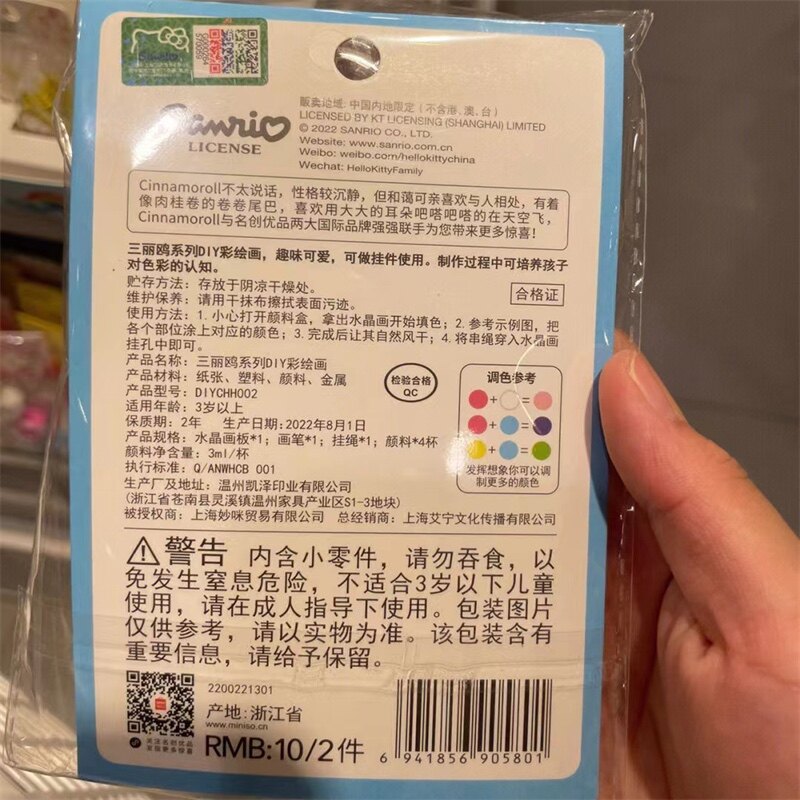 Sanrio
LICENSE
贩卖边域: 中国内地限定 (不含港、澳、台)
LICENSED BY KT LICENSING (SHANGHAI) LIMITED
© 2022 SANRIO CO., LTD.
Website: www.sanrio.com.cn
Weibo: weibo.com/hellokittychina
Wechat: HelloKittyFamily
Cinnamoroll不太说话，性格较沉静，但和蔼可亲喜欢与人相处，有着
像肉桂卷的卷卷尾巴，喜欢用大大的耳朵吧嗒吧嗒的在天空飞，
Cinnamoroll与名创优品两大国际品牌强强联手为您带来更多惊喜！
三丽鸥系列DIY彩绘画，趣味可爱，可做挂件使用。制作过程中可培养孩子
对色彩的认知。
贮存方法：存放于阴凉干燥处。
维护保养：请用干抹布擦拭表面污迹。
合格证
使用方法：1.小心打开颜料盒，拿出水晶画开始填色；2.参考示例图，把
各个部位涂上对应的颜色；3.完成后让其自然风干；4.将串绳穿入水晶画
挂孔中即可。
产品名称：三丽鸥系列DIY彩绘画
产品材料：纸张、塑料、颜料、金属
产品型号：DIYCHH002
适用年龄：3岁以上
保质期：2年 生产日期:2022年8月1日
产品规格：水晶画板*1；画笔*1；挂绳*1；颜料*4杯
颜料净含量：3ml/杯
执行标准：Q/ANWHCB 001
检验合格
QC
调色参考
+ =
+ =
+ =
发挥想象你可以调
制更多的颜色
生产厂及地址：温州凯泽印业有限公司
(浙江省苍南县灵溪镇温州家具产业区S1-3地块)
被授权商：上海妙咪贸易有限公司 总经销商：上海艾宁文化传播有限公司
警告 内含小零件，请勿吞食，以
免发生窒息危险，不适合3岁以下儿童
使用，请在成人指导下使用。包装图片
仅供参考，请以实物为准。该包装含有
重要信息，请给予保留。
关注名创优品
发现更多惊喜
2200221301
产地：浙江省
www.miniso.cn
RMB:10/2件
6 941856 905801